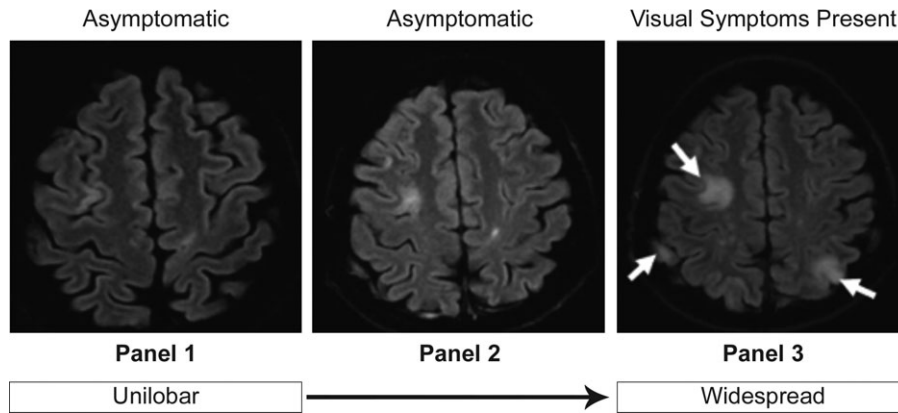 Asymptomatic
Asymptomatic
Visual Symptoms Present
Panel 1
Panel 2
Panel 3
Unilobar
Widespread